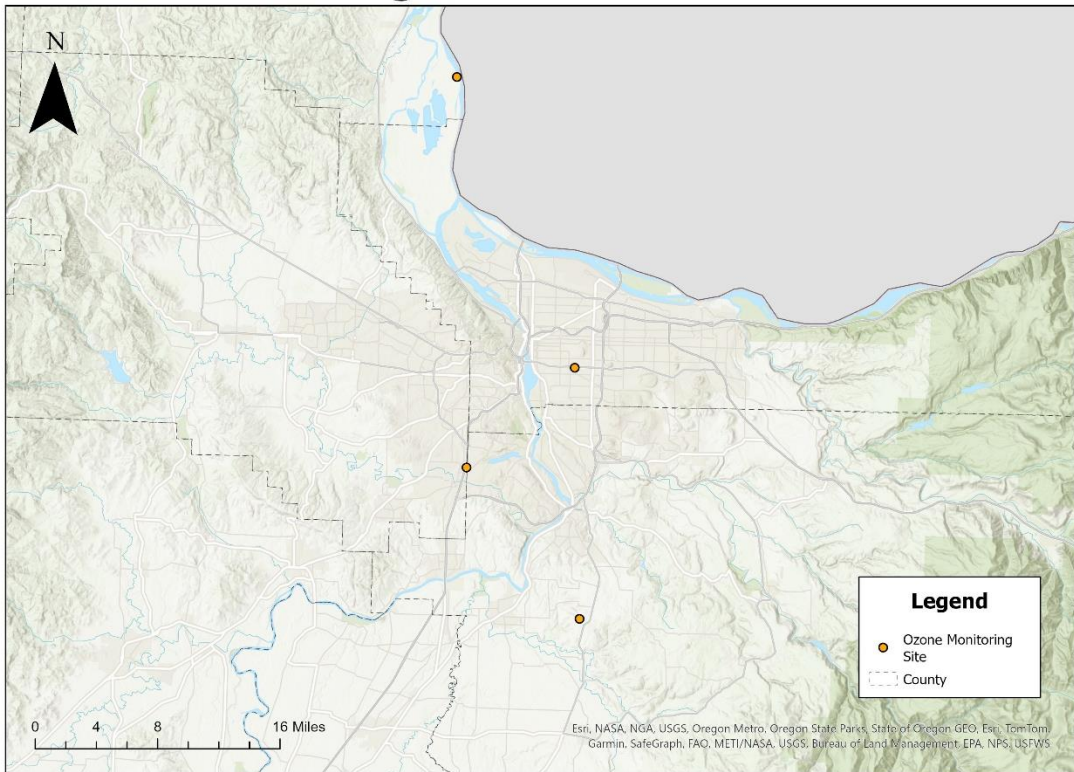 N
Legend
Ozone Monitoring
Site
County
0 4 8 16 Miles
Esri, NASA, NGA, USGS, Oregon Metro, Oregon State Parks, State of Oregon GEO, Esri, TomTom,
Garmin, SafeGraph, FAO, METI/NASA, USGS, Bureau of Land Management, EPA, NPS, USFWS